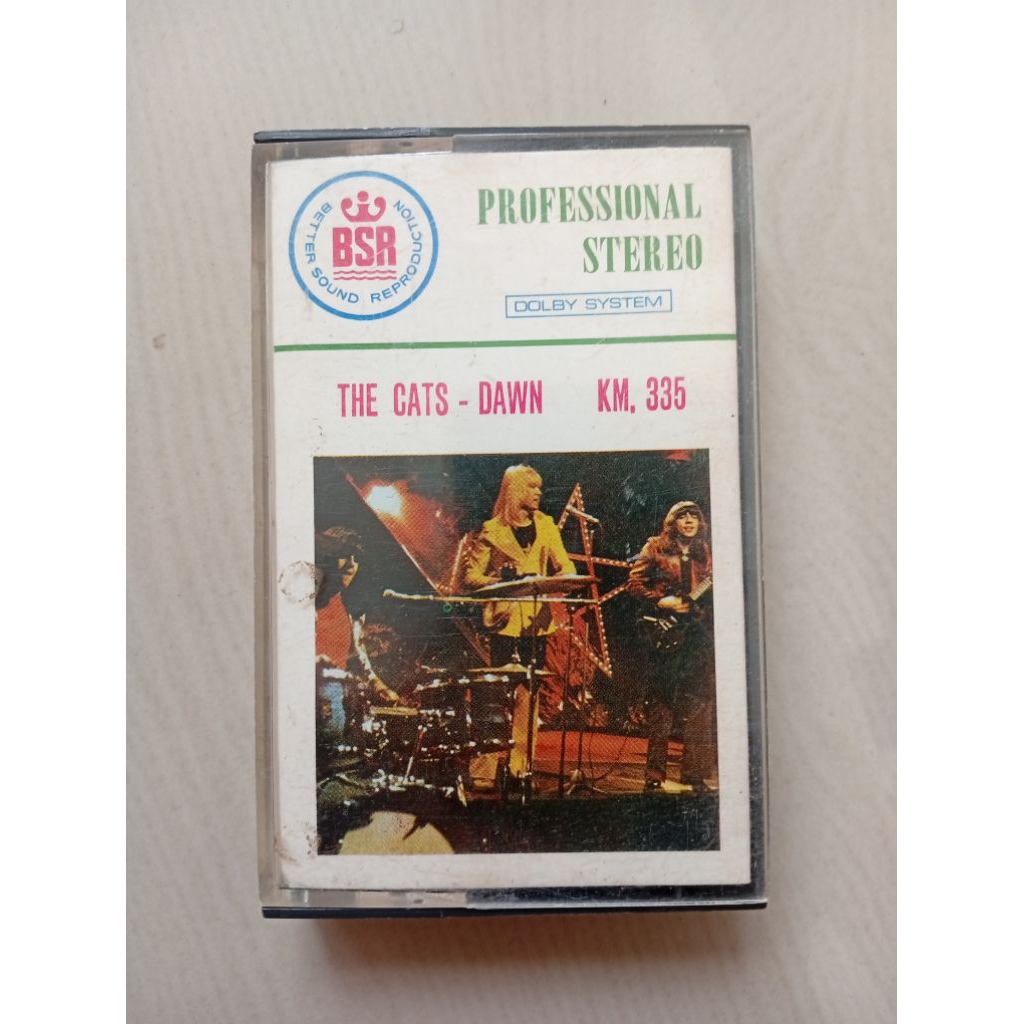 BSR
BETTER SOUND REPRODUCTION
PROFESSIONAL
STEREO
DOLBY SYSTEM
THE CATS - DAWN KM. 335